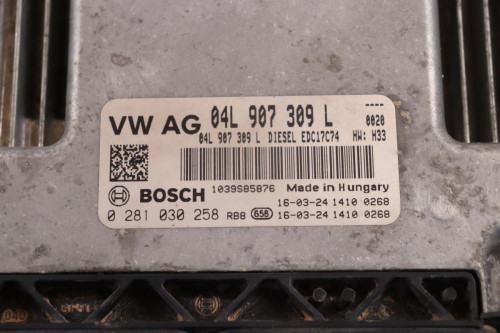 VW AG 04L 907 309 L ----
0020
04L 907 309 L DIESEL EDC17C74 HW: H33
BOSCH 1039S85876 Made in Hungary
16-03-24 1410 0268
0 281 030 258 RBB 658 16-03-24 1410 0268